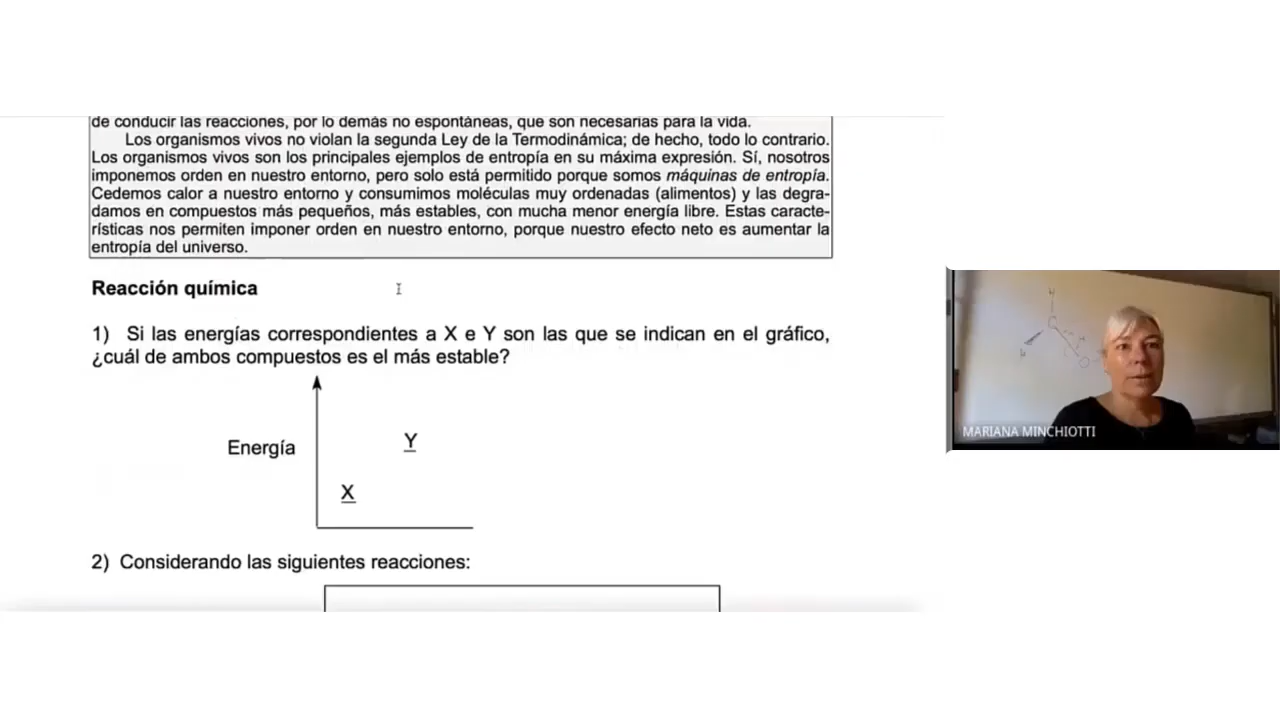 de conducir las reacciones, por lo demás no espontáneas, que son necesarias para la vida.
Los organismos vivos no violan la segunda Ley de la Termodinámica; de hecho, todo lo contrario.
Los organismos vivos son los principales ejemplos de entropía en su máxima expresión. Sí, nosotros
imponemos orden en nuestro entorno, pero solo está permitido porque somos máquinas de entropía.
Cedemos calor a nuestro entorno y consumimos moléculas muy ordenadas (alimentos) y las degra-
damos en compuestos más pequeños, más estables, con mucha menor energía libre. Estas caracte-
rísticas nos permiten imponer orden en nuestro entorno, porque nuestro efecto neto es aumentar la
entropía del universo.
Reacción química
1) Si las energías correspondientes a X e Y son las que se indican en el gráfico,
¿cuál de ambos compuestos es el más estable?
Energía
Y
X
2) Considerando las siguientes reacciones:
H
C
H
H
O
MARIANA MINCHIOTTI